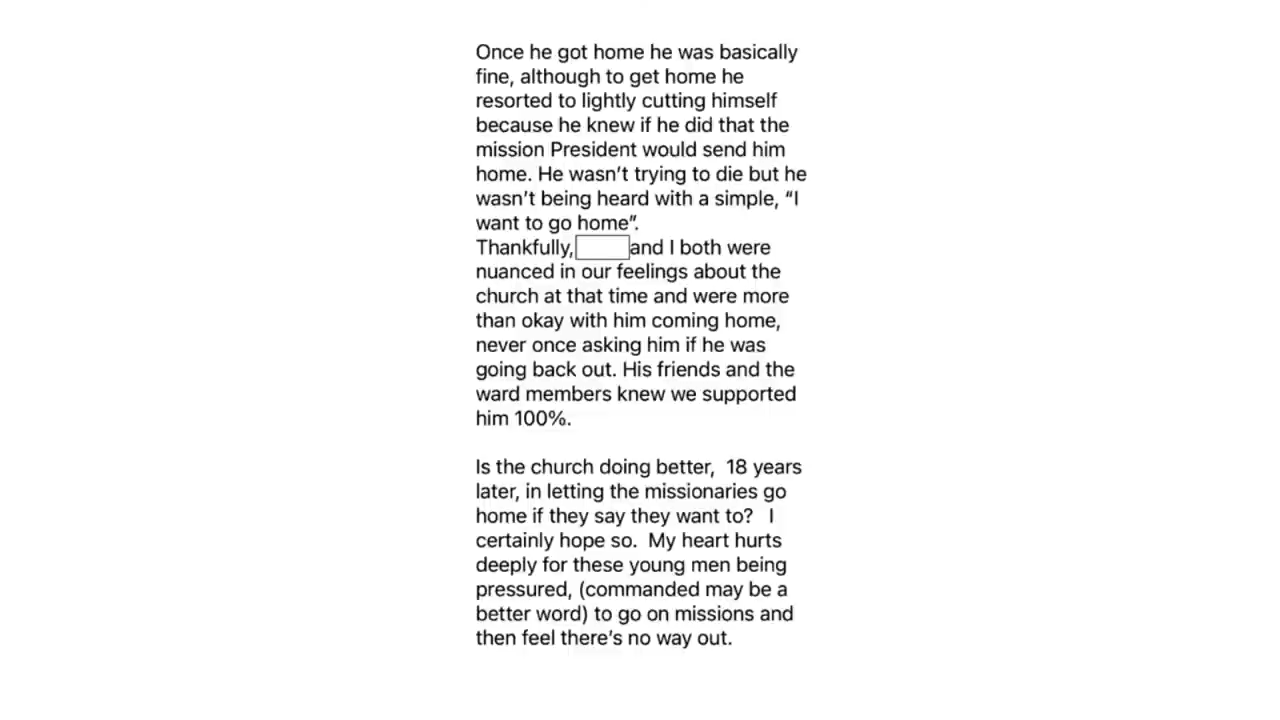 Once he got home he was basically
fine, although to get home he
resorted to lightly cutting himself
because he knew if he did that the
mission President would send him
home. He wasn’t trying to die but he
wasn’t being heard with a simple, “I
want to go home”.
Thankfully, and I both were
nuanced in our feelings about the
church at that time and were more
than okay with him coming home,
never once asking him if he was
going back out. His friends and the
ward members knew we supported
him 100%.
Is the church doing better,  18 years
later, in letting the missionaries go
home if they say they want to?   I
certainly hope so.  My heart hurts
deeply for these young men being
pressured, (commanded may be a
better word) to go on missions and
then feel there’s no way out.